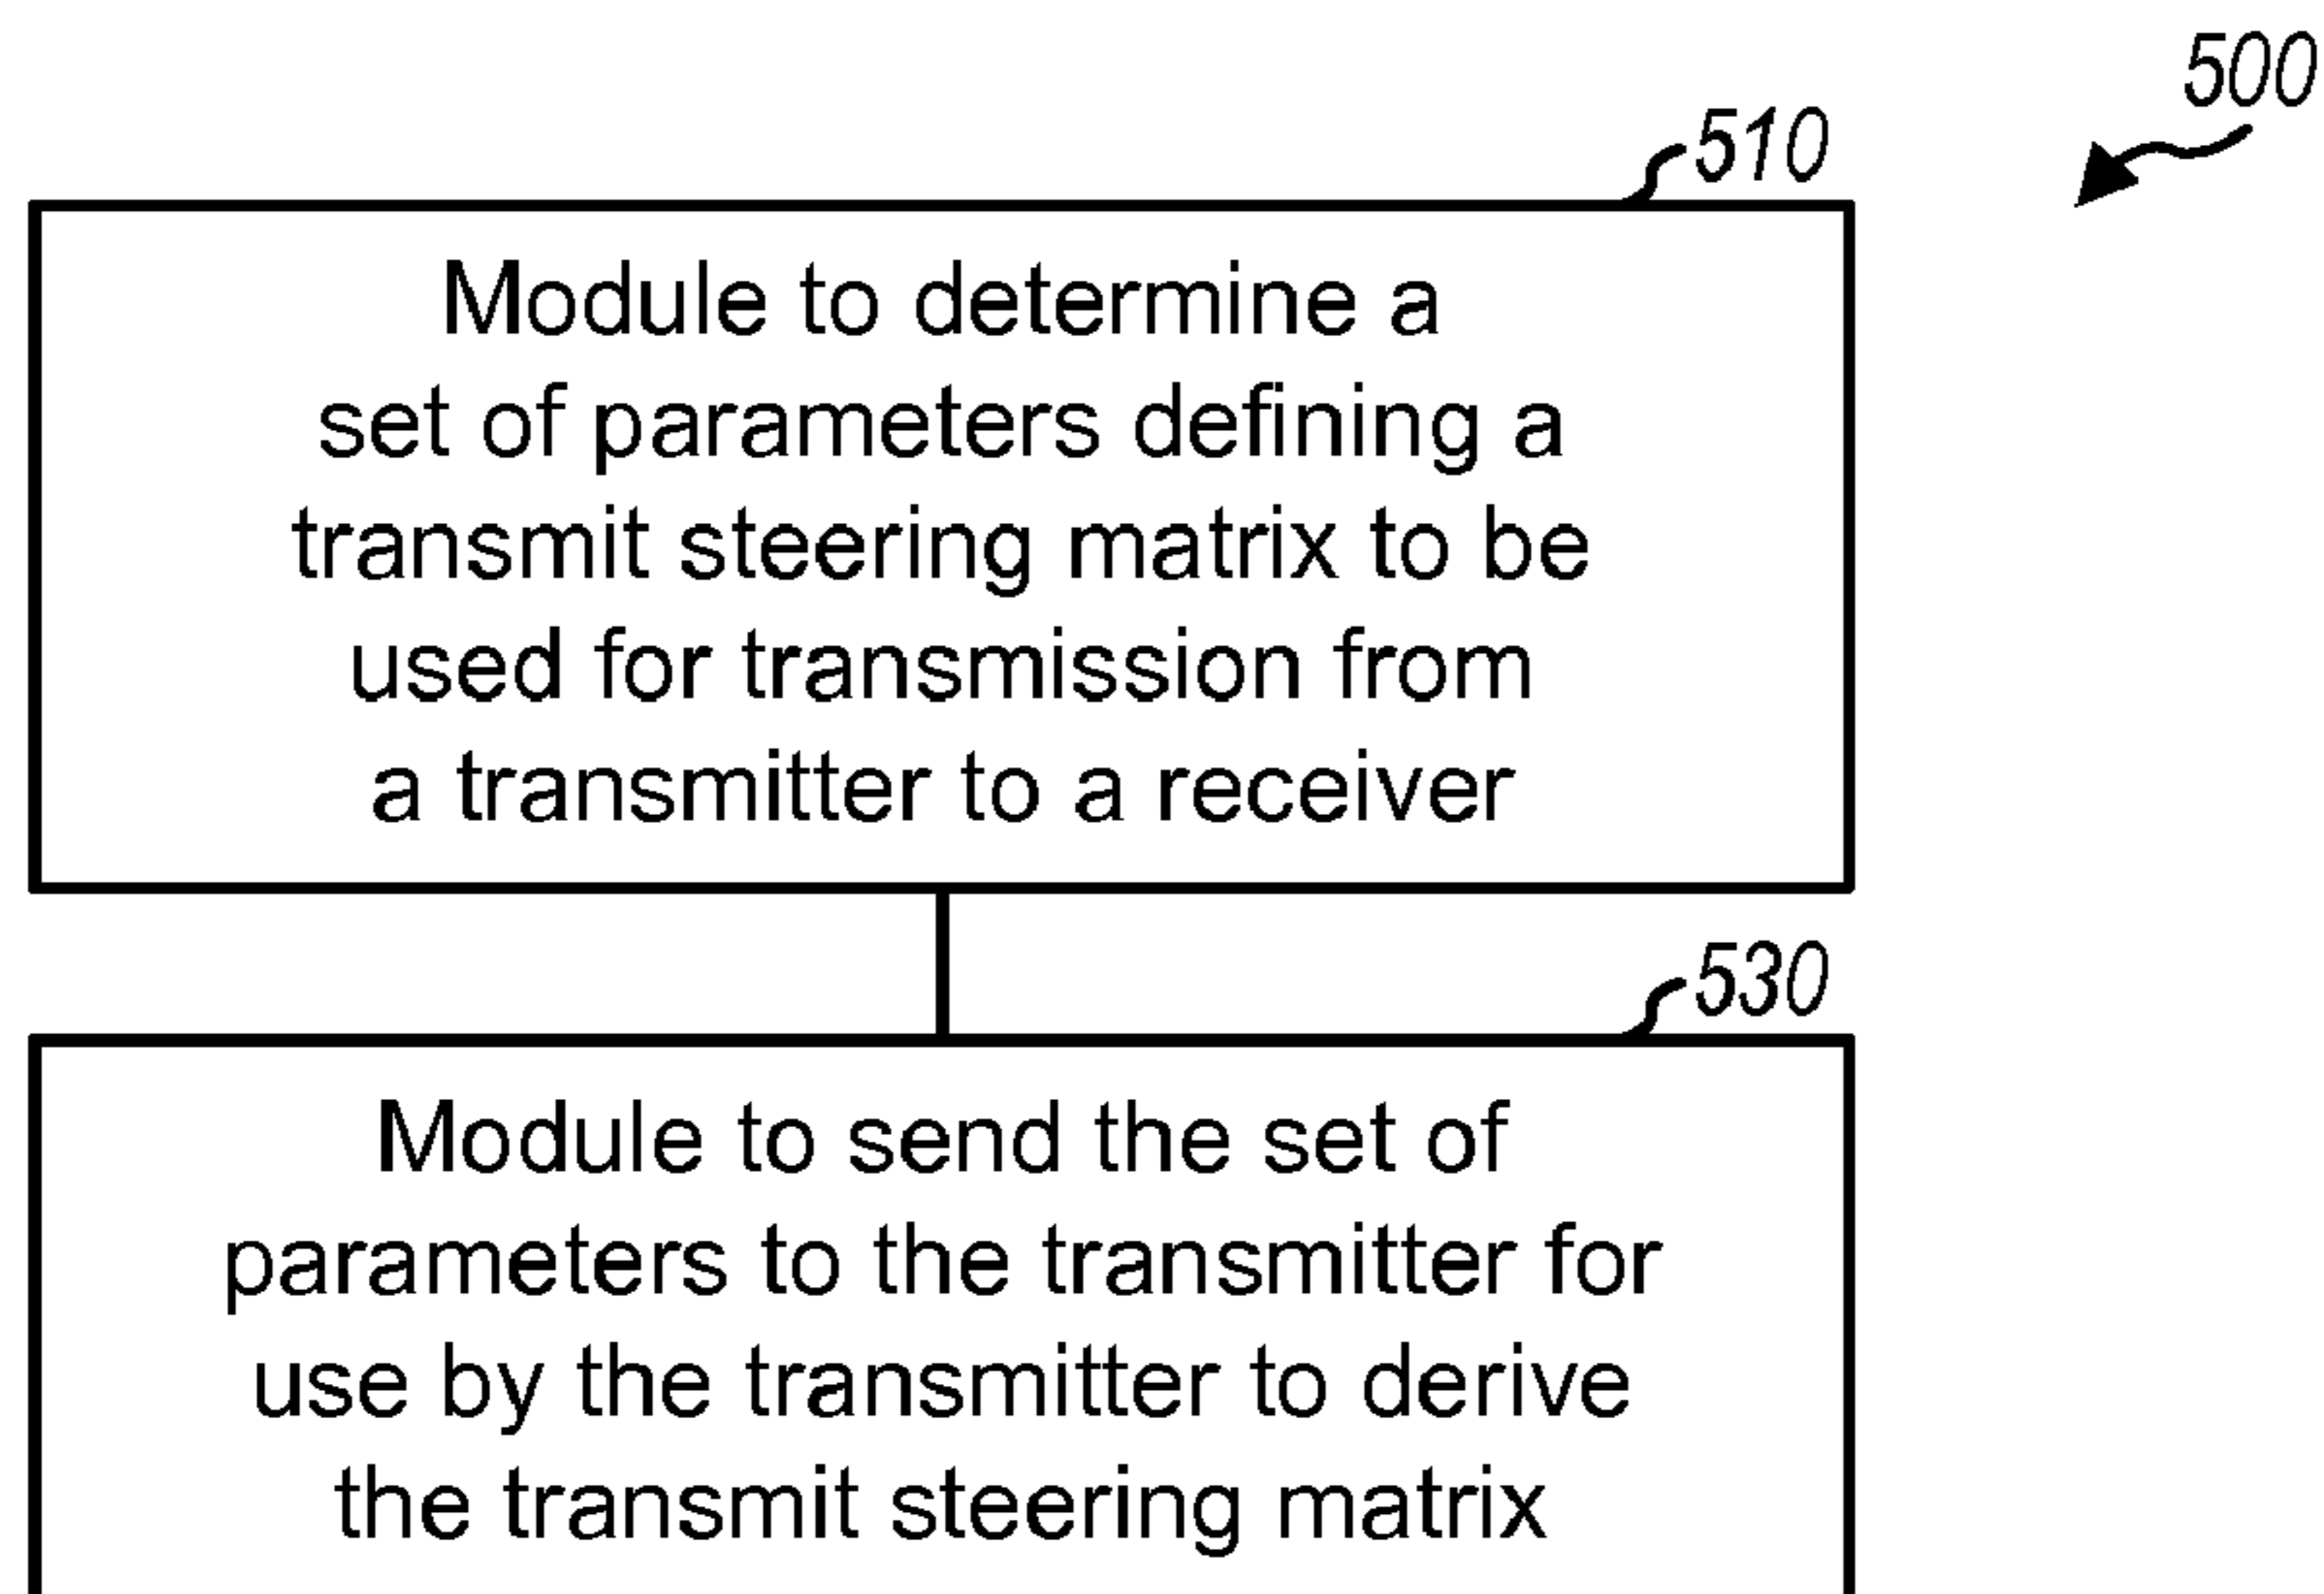 500
510
Module to determine a
set of parameters defining a
transmit steering matrix to be
used for transmission from
a transmitter to a receiver
530
Module to send the set of
parameters to the transmitter for
use by the transmitter to derive
the transmit steering matrix